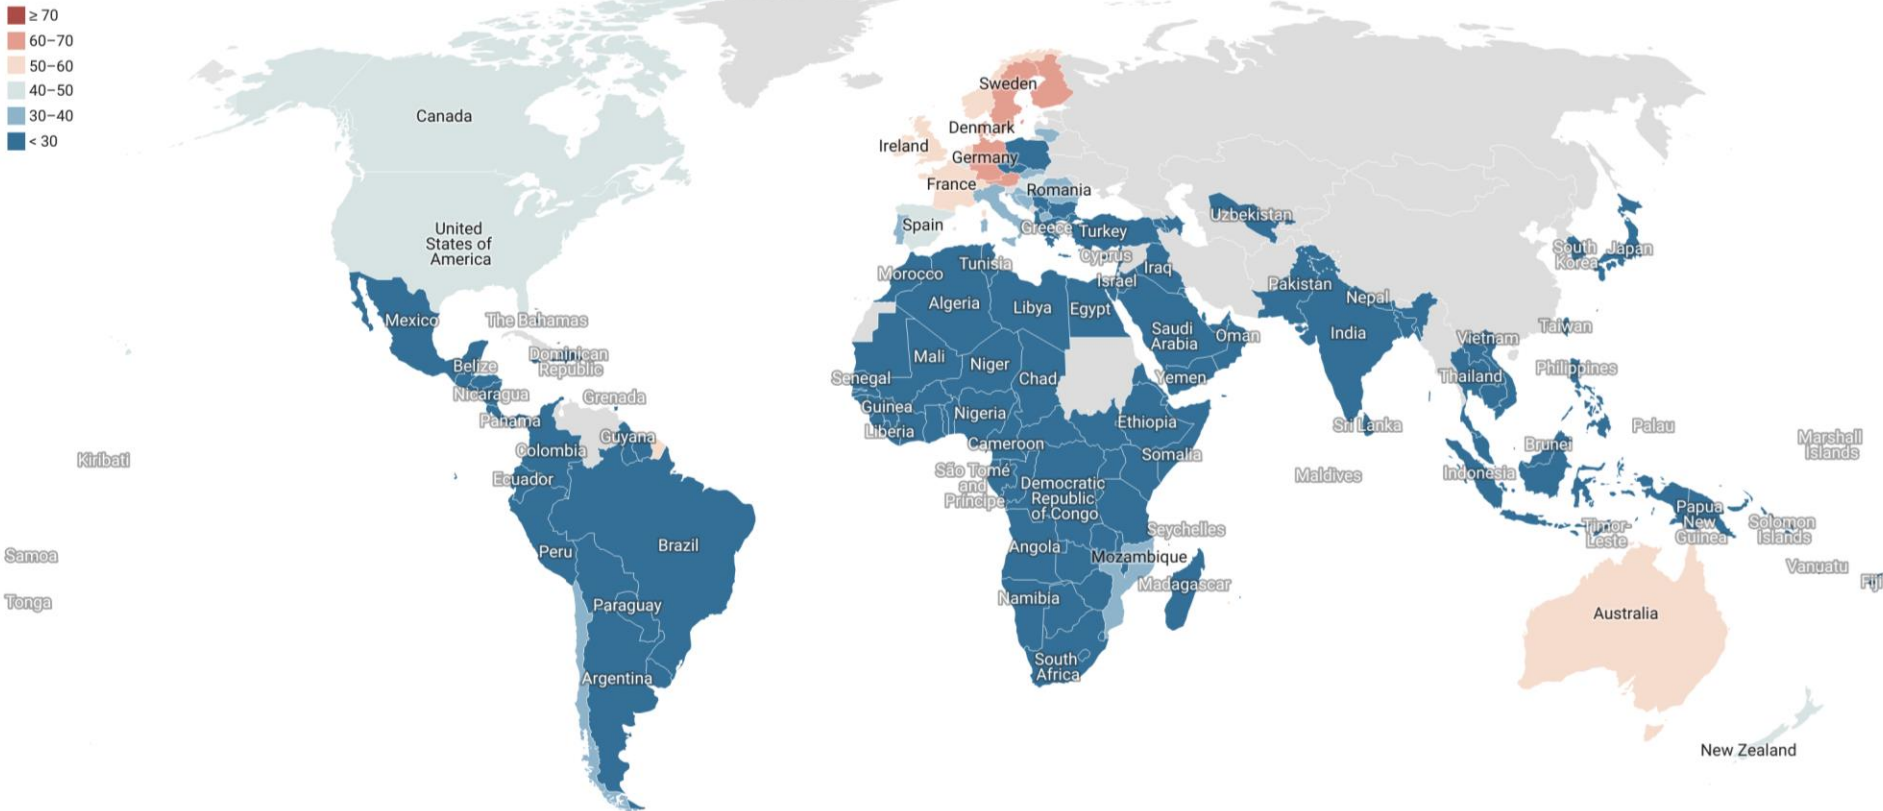 ≥ 70
60–70
50–60
40–50
30–40
< 30
Canada
United
States of
America
Mexico
The Bahamas
Belize
Dominican
Republic
Nicaragua
Grenada
Panama
Guyana
Colombia
Ecuador
Peru
Brazil
Paraguay
Argentina
Kiribati
Samoa
Tonga
Sweden
Denmark
Ireland
Germany
France
Romania
Spain
Greece
Turkey
Cyprus
Uzbekistan
Morocco
Tunisia
Israel
Iraq
Algeria
Libya
Egypt
Saudi
Arabia
Oman
Yemen
Mali
Niger
Chad
Senegal
Guinea
Liberia
Nigeria
Cameroon
Ethiopia
Somalia
São Tomé
and
Príncipe
Democratic
Republic
of Congo
Seychelles
Angola
Mozambique
Madagascar
Namibia
South
Africa
Pakistan
Nepal
India
Sri Lanka
Maldives
South
Korea
Japan
Taiwan
Vietnam
Thailand
Philippines
Brunei
Indonesia
Palau
Marshall
Islands
Papua
New
Guinea
Timor-
Leste
Solomon
Islands
Vanuatu
Fiji
Australia
New Zealand